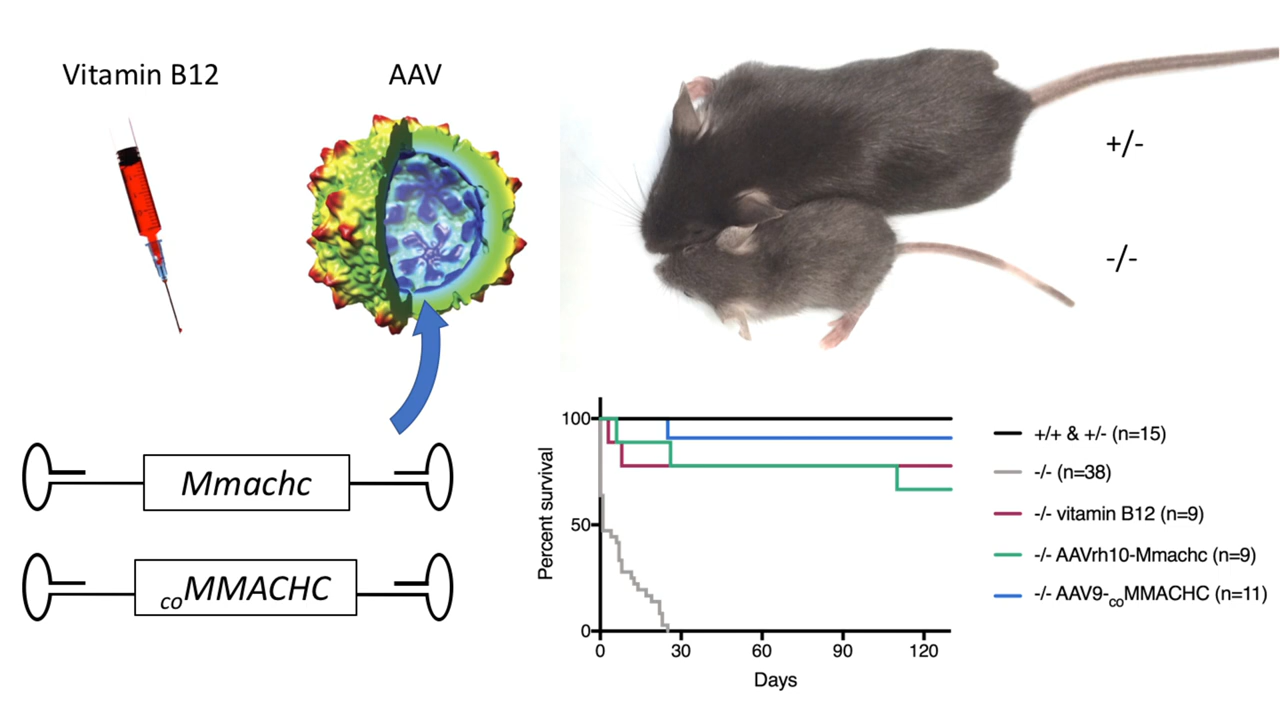 Vitamin B12
AAV
+/-
-/-
Mmachc
coMMACHC
Percent survival
100
50
0
0 30 60 90 120
Days
+/+ & +/- (n=15)
-/- (n=38)
-/- vitamin B12 (n=9)
-/- AAVrh10-Mmachc (n=9)
-/- AAV9-coMMACHC (n=11)